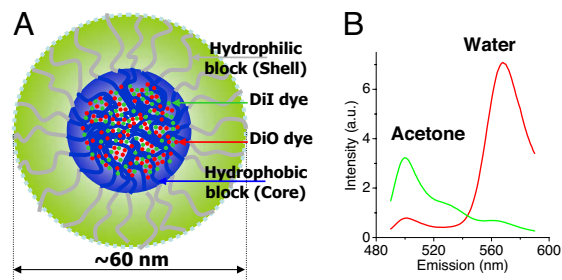 A
Hydrophilic
block (Shell)
DiI dye
DiO dye
Hydrophobic
block (Core)
~60 nm
B
Water
Acetone
Intensity (a.u.)
6
4
2
0
480
520
560
600
Emission (nm)